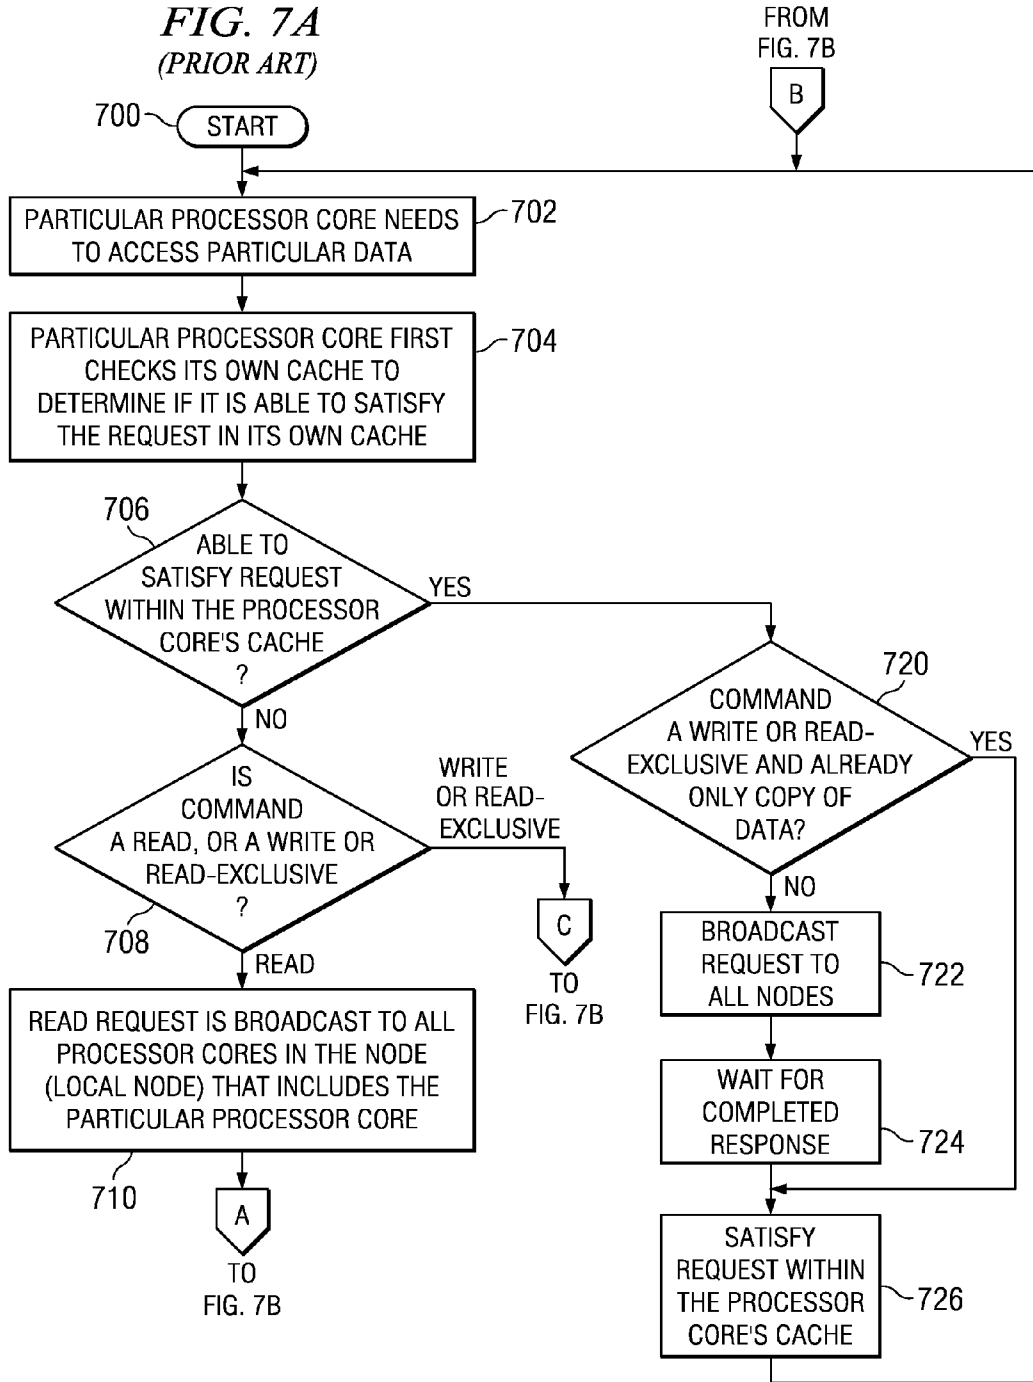 FIG. 7A
(PRIOR ART)
FROM
FIG. 7B
B
700
START
PARTICULAR PROCESSOR CORE NEEDS
TO ACCESS PARTICULAR DATA
702
PARTICULAR PROCESSOR CORE FIRST
CHECKS ITS OWN CACHE TO
DETERMINE IF IT IS ABLE TO SATISFY
THE REQUEST IN ITS OWN CACHE
704
706
ABLE TO
SATISFY REQUEST
WITHIN THE PROCESSOR
CORE'S CACHE
?
YES
NO
IS
COMMAND
A READ, OR A WRITE OR
READ-EXCLUSIVE
?
708
WRITE
OR READ-
EXCLUSIVE
C
TO
FIG. 7B
READ
READ REQUEST IS BROADCAST TO ALL
PROCESSOR CORES IN THE NODE
(LOCAL NODE) THAT INCLUDES THE
PARTICULAR PROCESSOR CORE
710
A
TO
FIG. 7B
720
COMMAND
A WRITE OR READ-
EXCLUSIVE AND ALREADY
ONLY COPY OF
DATA?
YES
NO
BROADCAST
REQUEST TO
ALL NODES
722
WAIT FOR
COMPLETED
RESPONSE
724
SATISFY
REQUEST WITHIN
THE PROCESSOR
CORE'S CACHE
726